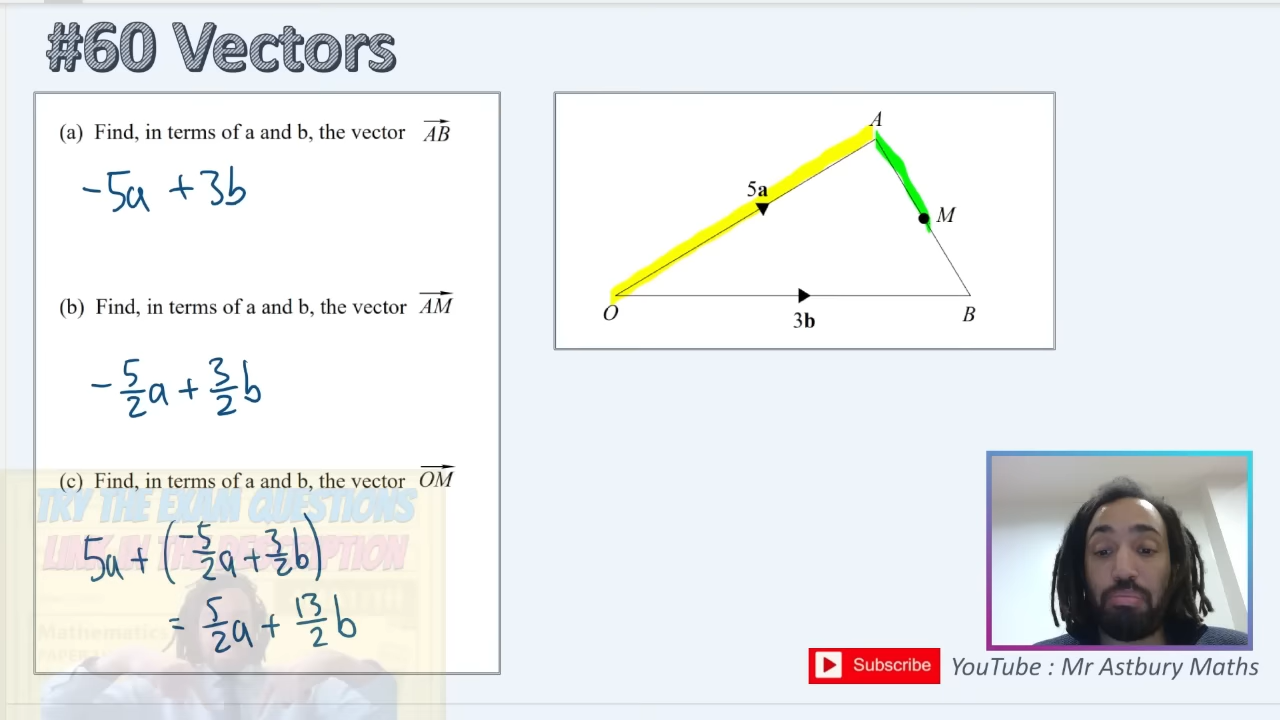 #60 Vectors
(a) Find, in terms of a and b, the vector AB
-5a + 3b
(b) Find, in terms of a and b, the vector AM
-5/2a + 3/2b
(c) Find, in terms of a and b, the vector OM
TRY THE EXAM QUESTIONS
LINK IN THE DESCRIPTION
5a + (-5/2a + 3/2b)
= 5/2a + 13/2b
Mathematics
A
5a
M
O
B
3b
Subscribe
YouTube : Mr Astbury Maths